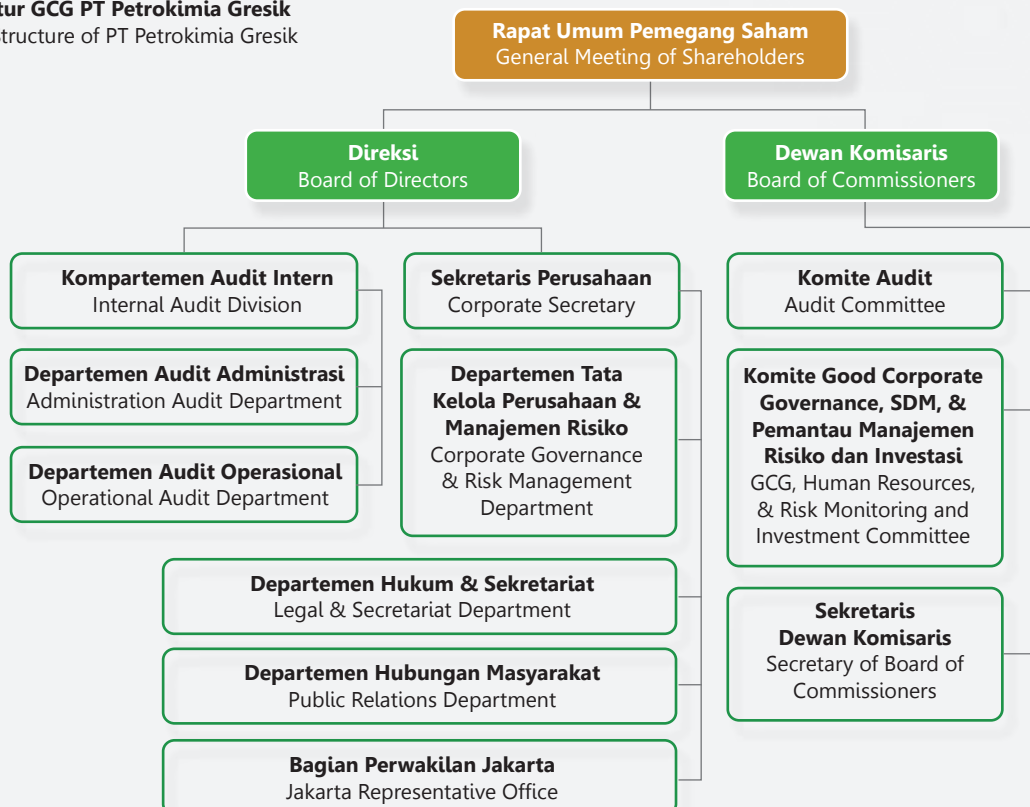 tur GCG PT Petrokimia Gresik
Structure of PT Petrokimia Gresik
Rapat Umum Pemegang Saham
General Meeting of Shareholders
Direksi
Board of Directors
Dewan Komisaris
Board of Commissioners
Kompartemen Audit Intern
Internal Audit Division
Departemen Audit Administrasi
Administration Audit Department
Departemen Audit Operasional
Operational Audit Department
Sekretaris Perusahaan
Corporate Secretary
Departemen Tata
Kelola Perusahaan &
Manajemen Risiko
Corporate Governance
& Risk Management
Department
Departemen Hukum & Sekretariat
Legal & Secretariat Department
Departemen Hubungan Masyarakat
Public Relations Department
Bagian Perwakilan Jakarta
Jakarta Representative Office
Komite Audit
Audit Committee
Komite Good Corporate
Governance, SDM, &
Pemantau Manajemen
Risiko dan Investasi
GCG, Human Resources,
& Risk Monitoring and
Investment Committee
Sekretaris
Dewan Komisaris
Secretary of Board of
Commissioners